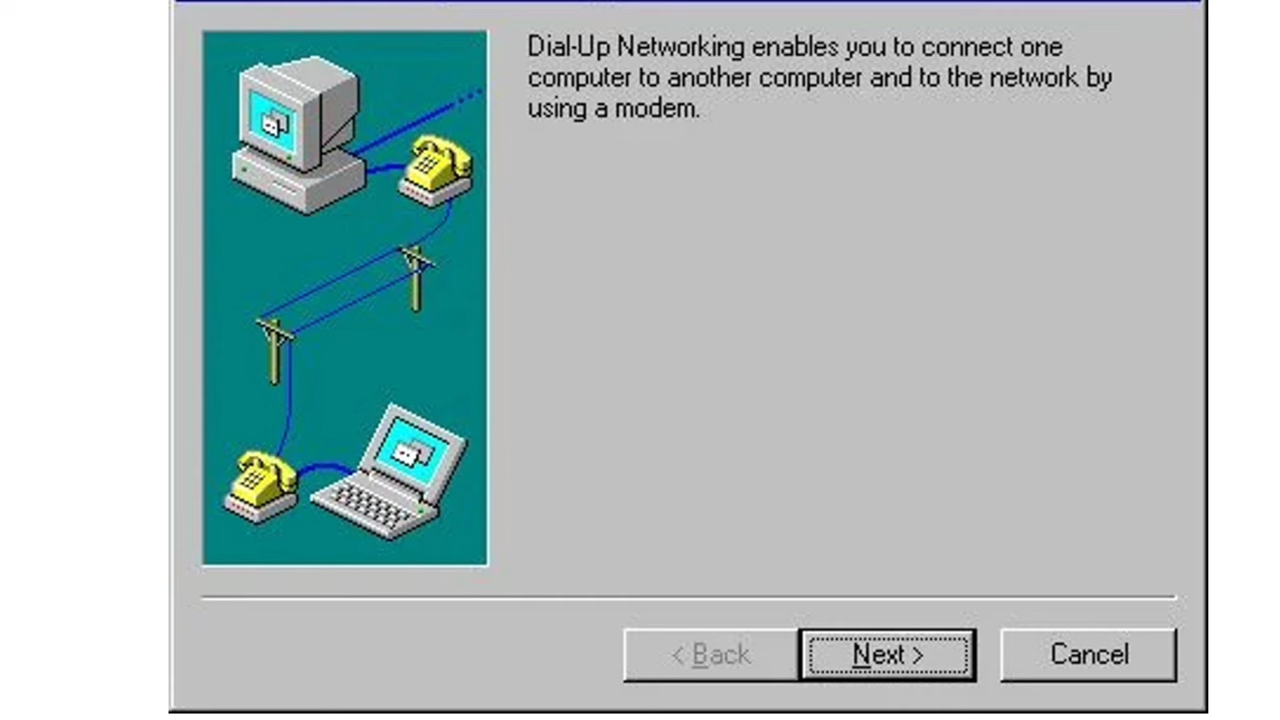 Dial-Up Networking enables you to connect one
computer to another computer and to the network by
using a modem.
< Back
Next >
Cancel